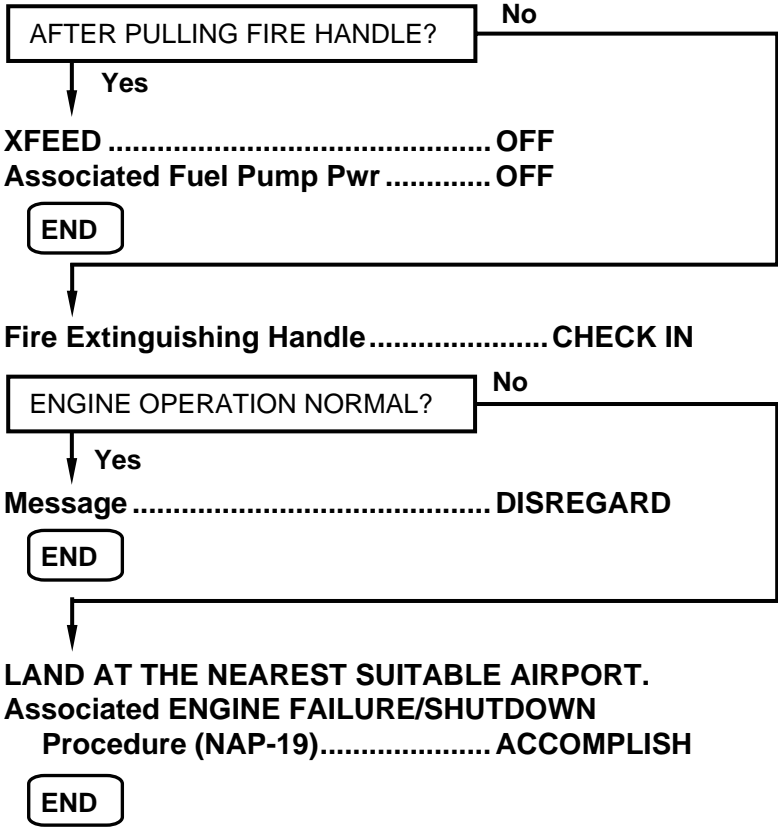 AFTER PULLING FIRE HANDLE?
No
Yes
XFEED .............................................. OFF
Associated Fuel Pump Pwr ............. OFF
END
Fire Extinguishing Handle...................... CHECK IN
ENGINE OPERATION NORMAL?
No
Yes
Message ........................................... DISREGARD
END
LAND AT THE NEAREST SUITABLE AIRPORT.
Associated ENGINE FAILURE/SHUTDOWN
Procedure (NAP-19)..................... ACCOMPLISH
END